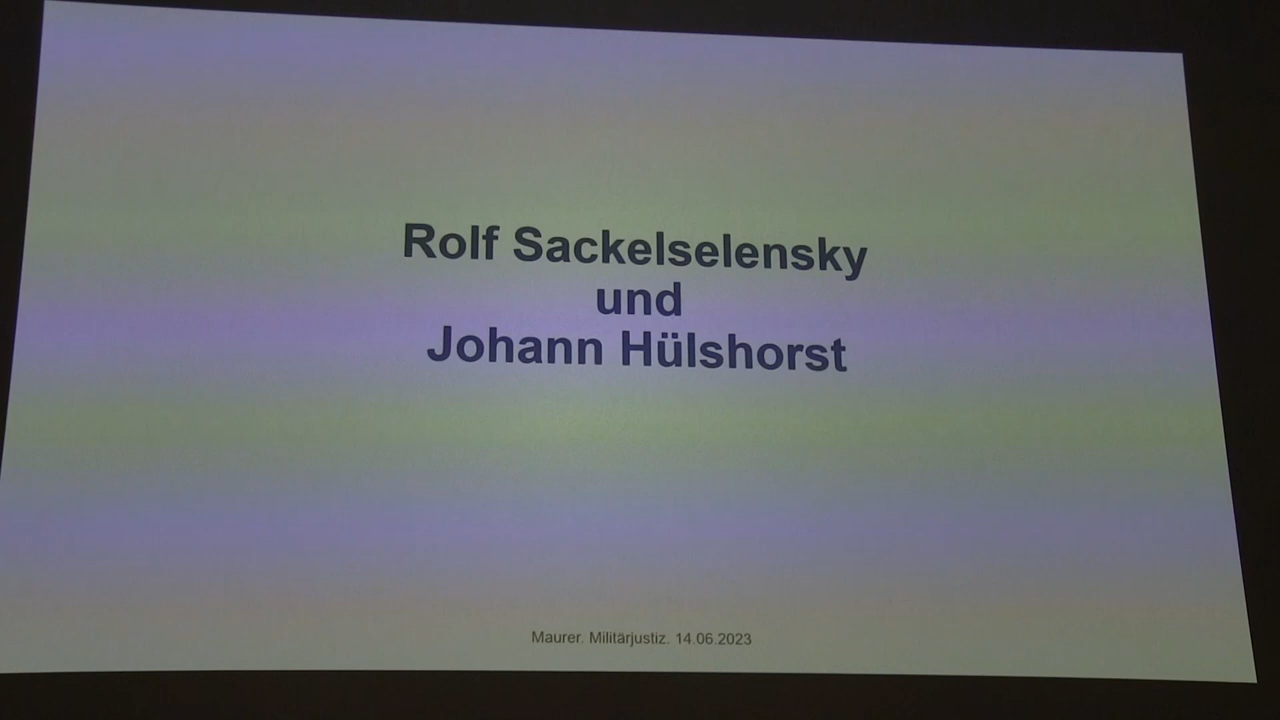 Rolf Sackelselensky
und
Johann Hülshorst
Maurer. Militärjustiz. 14.06.2023